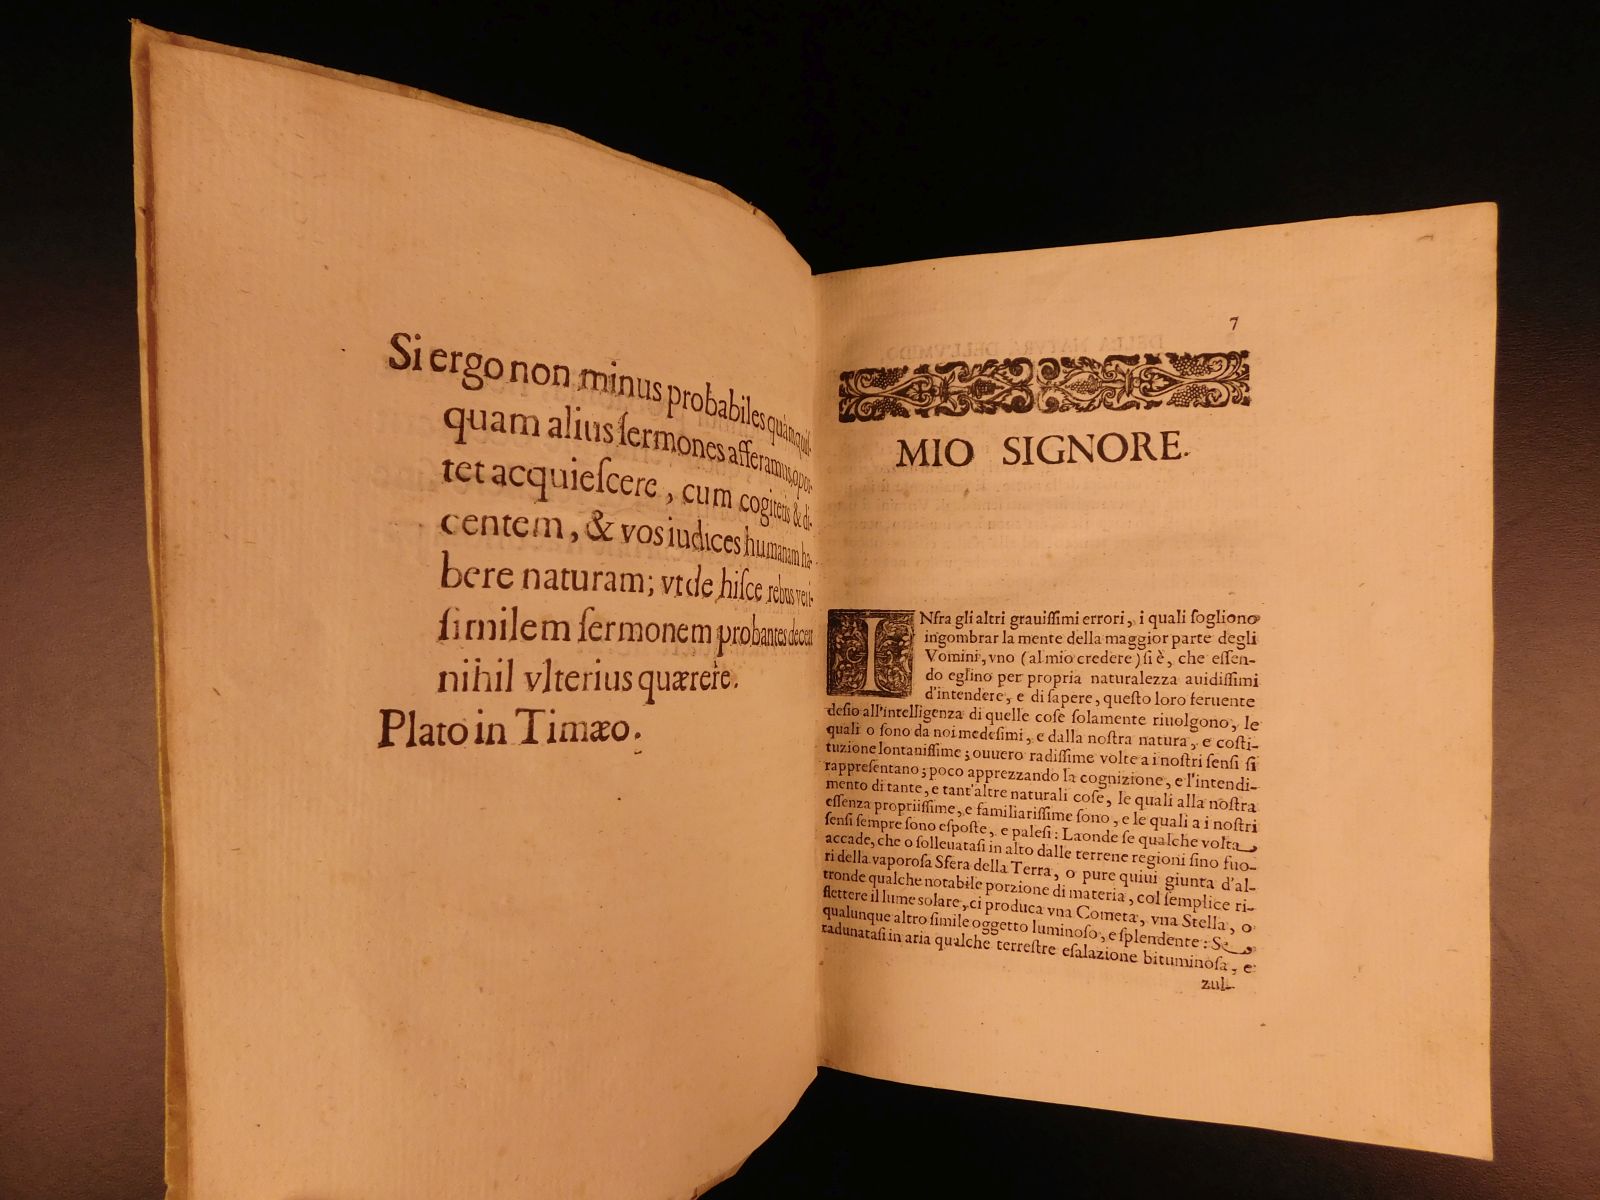 Si ergo non minus probabiles quàm quiſ-
quam alius ſermones afferamus, opor-
tet acquieſcere, cum cogitetis & di-
centem, & vos iudices humanam ha-
bere naturam; vt de hiſce rebus veri-
ſimilem ſermonem probantes decent
nihil vlterius quærere.
Plato in Timæo.
7
MIO SIGNORE.
INfra gli altri grauiſſimi errori, i quali ſogliono
ingombrar la mente della maggior parte degli
Vomini, vno (al mio credere) ſi è, che eſſen-
do eglino per propria naturalezza auidiſſimi
d'intendere, e di ſapere, queſto loro feruente
deſio all'intelligenza di quelle coſe ſolamente riuolgono, le
quali o ſono da noi medeſimi, e dalla noſtra natura, e coſti-
tuzione lontaniſſime; ouuero radiſſime volte a i noſtri ſenſi ſi
rappreſentano; poco apprezzando la cognizione, e l'intendi-
mento di tante, e tant'altre naturali coſe, le quali alla noſtra
eſſenza propriiſſime, e familiariſſime ſono, e le quali a i noſtri
ſenſi ſempre ſono eſpoſte, e paleſi: Laonde ſe qualche volta
accade, che o ſolleuataſi in alto dalle terrene regioni ſino fuo-
ri della vaporoſa Sfera della Terra, o pure quiui giunta d'al-
tronde qualche notabile porzione di materia, col ſemplice ri-
flettere il lume solare, ci produca vna Cometa, vna Stella, o
qualunque altro ſimile oggetto luminoſo, e ſplendente: Se
radunataſi in aria qualche terreſtre eſalazione bituminoſa, e
zul-